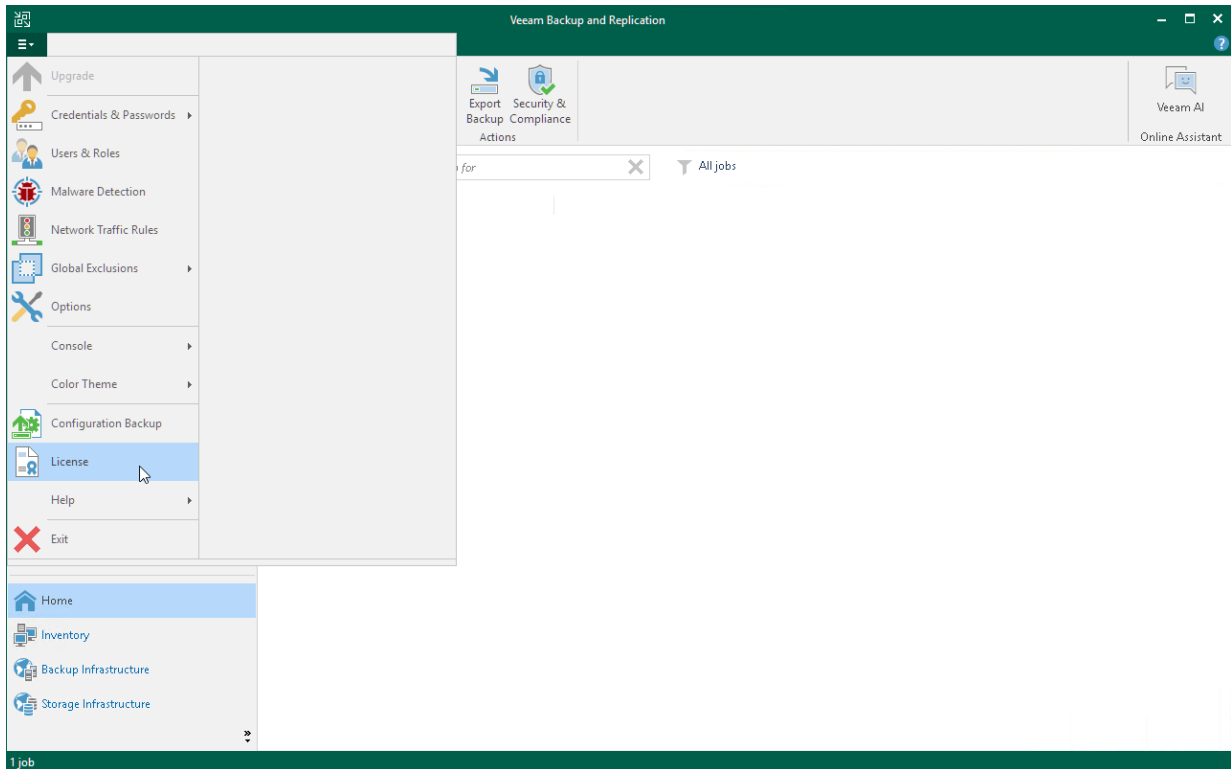 Veeam Backup and Replication
?
Upgrade
Credentials & Passwords
Users & Roles
Malware Detection
Network Traffic Rules
Global Exclusions
Options
Console
Color Theme
Configuration Backup
License
Help
Exit
Export
Backup
Security &
Compliance
Actions
Veeam AI
Online Assistant
for
All jobs
Home
Inventory
Backup Infrastructure
Storage Infrastructure
1 job